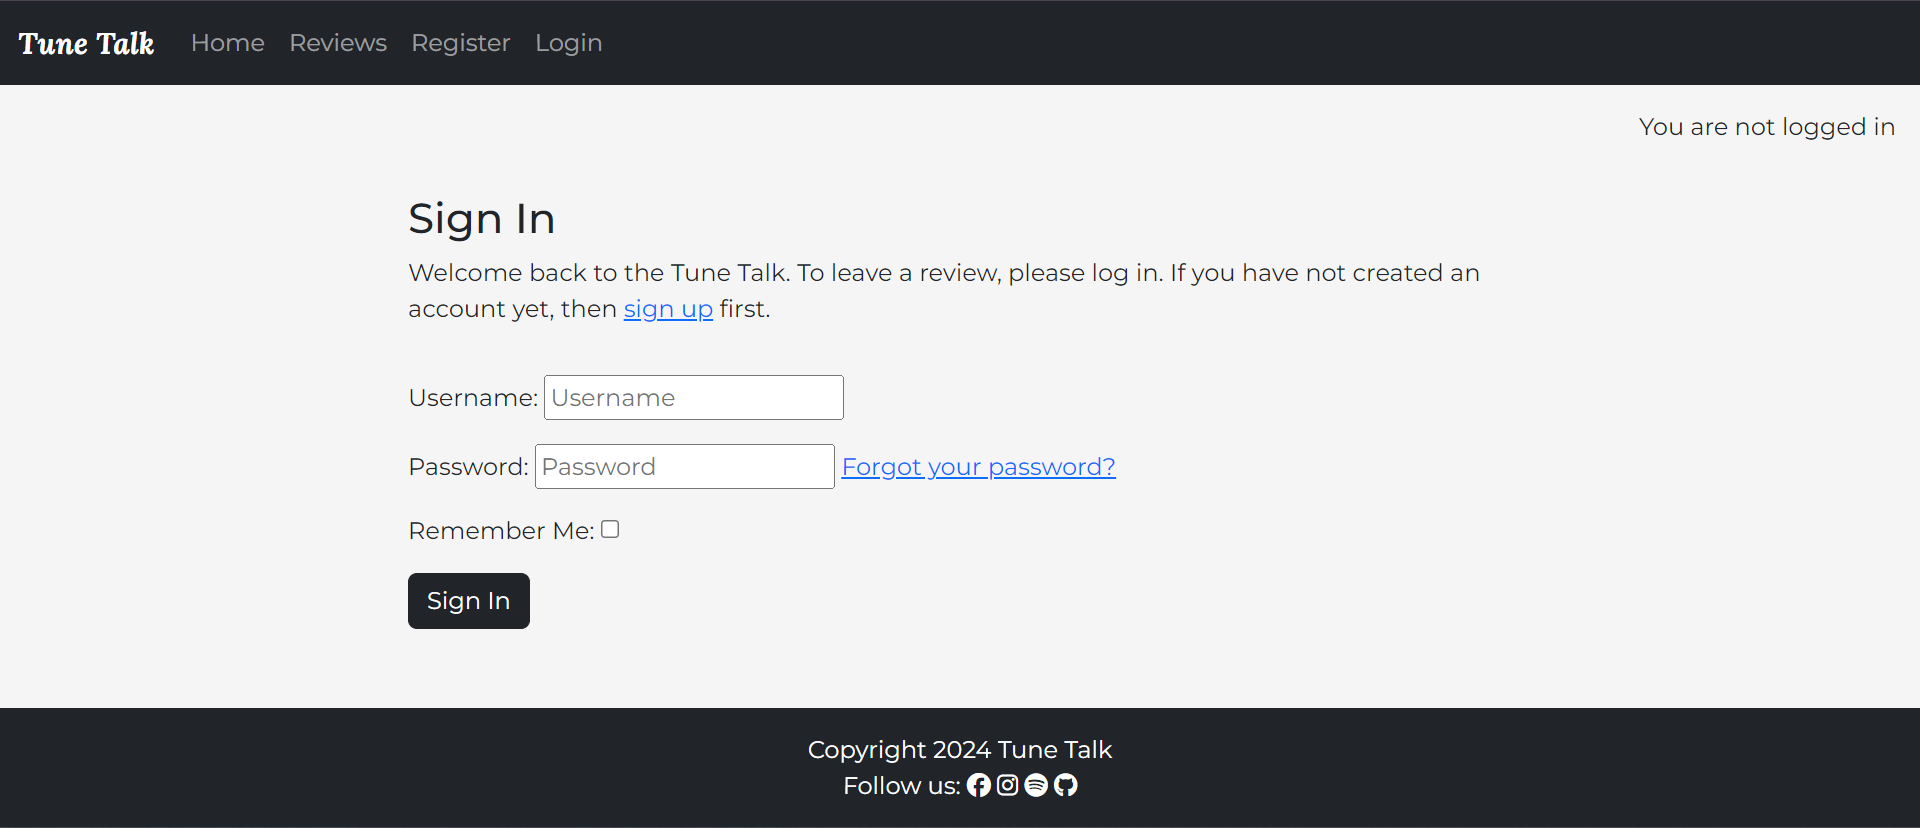 Tune Talk Home Reviews Register Login
You are not logged in
Sign In
Welcome back to the Tune Talk. To leave a review, please log in. If you have not created an
account yet, then sign up first.
Username: Username
Password: Password Forgot your password?
Remember Me:
Sign In
Copyright 2024 Tune Talk
Follow us: